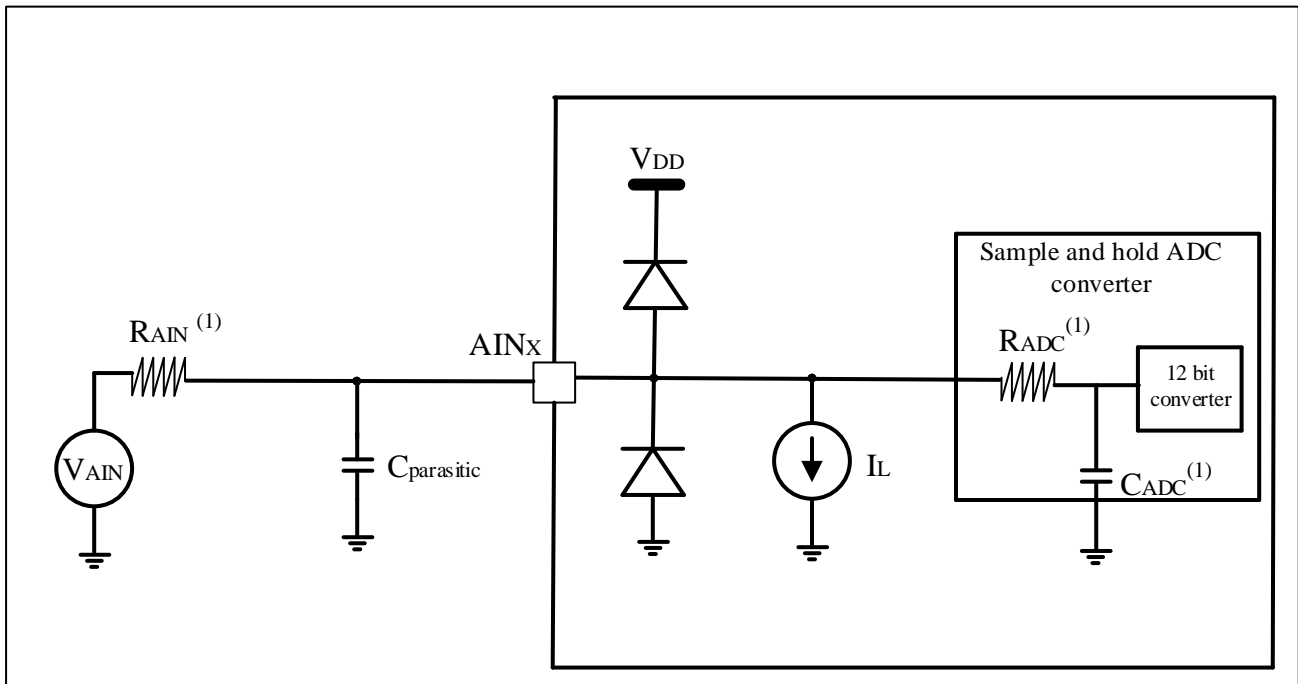 VDD
Sample and hold ADC
converter
RAIN (1)
AINX
RADC(1)
12 bit
converter
VAIN
Cparasitic
IL
CADC(1)